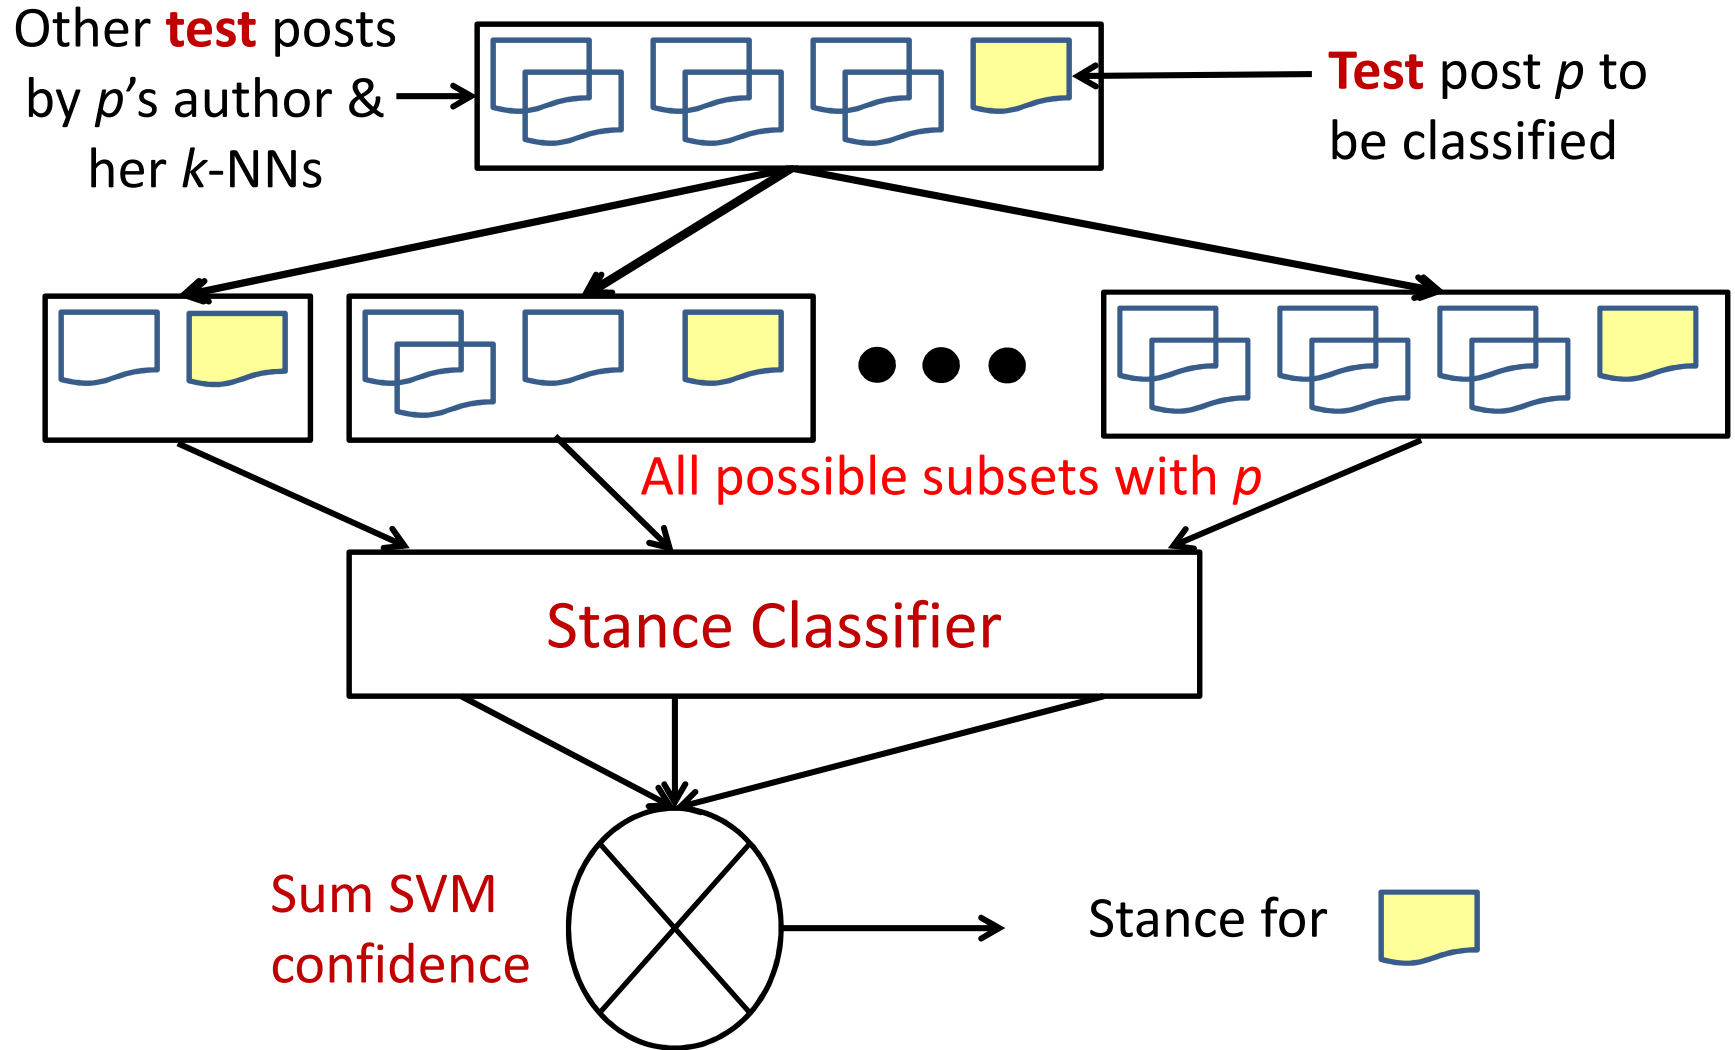 Other test posts
by p's author &
her k-NNs
Test post p to
be classified
All possible subsets with p
Stance Classifier
Sum SVM
confidence
Stance for